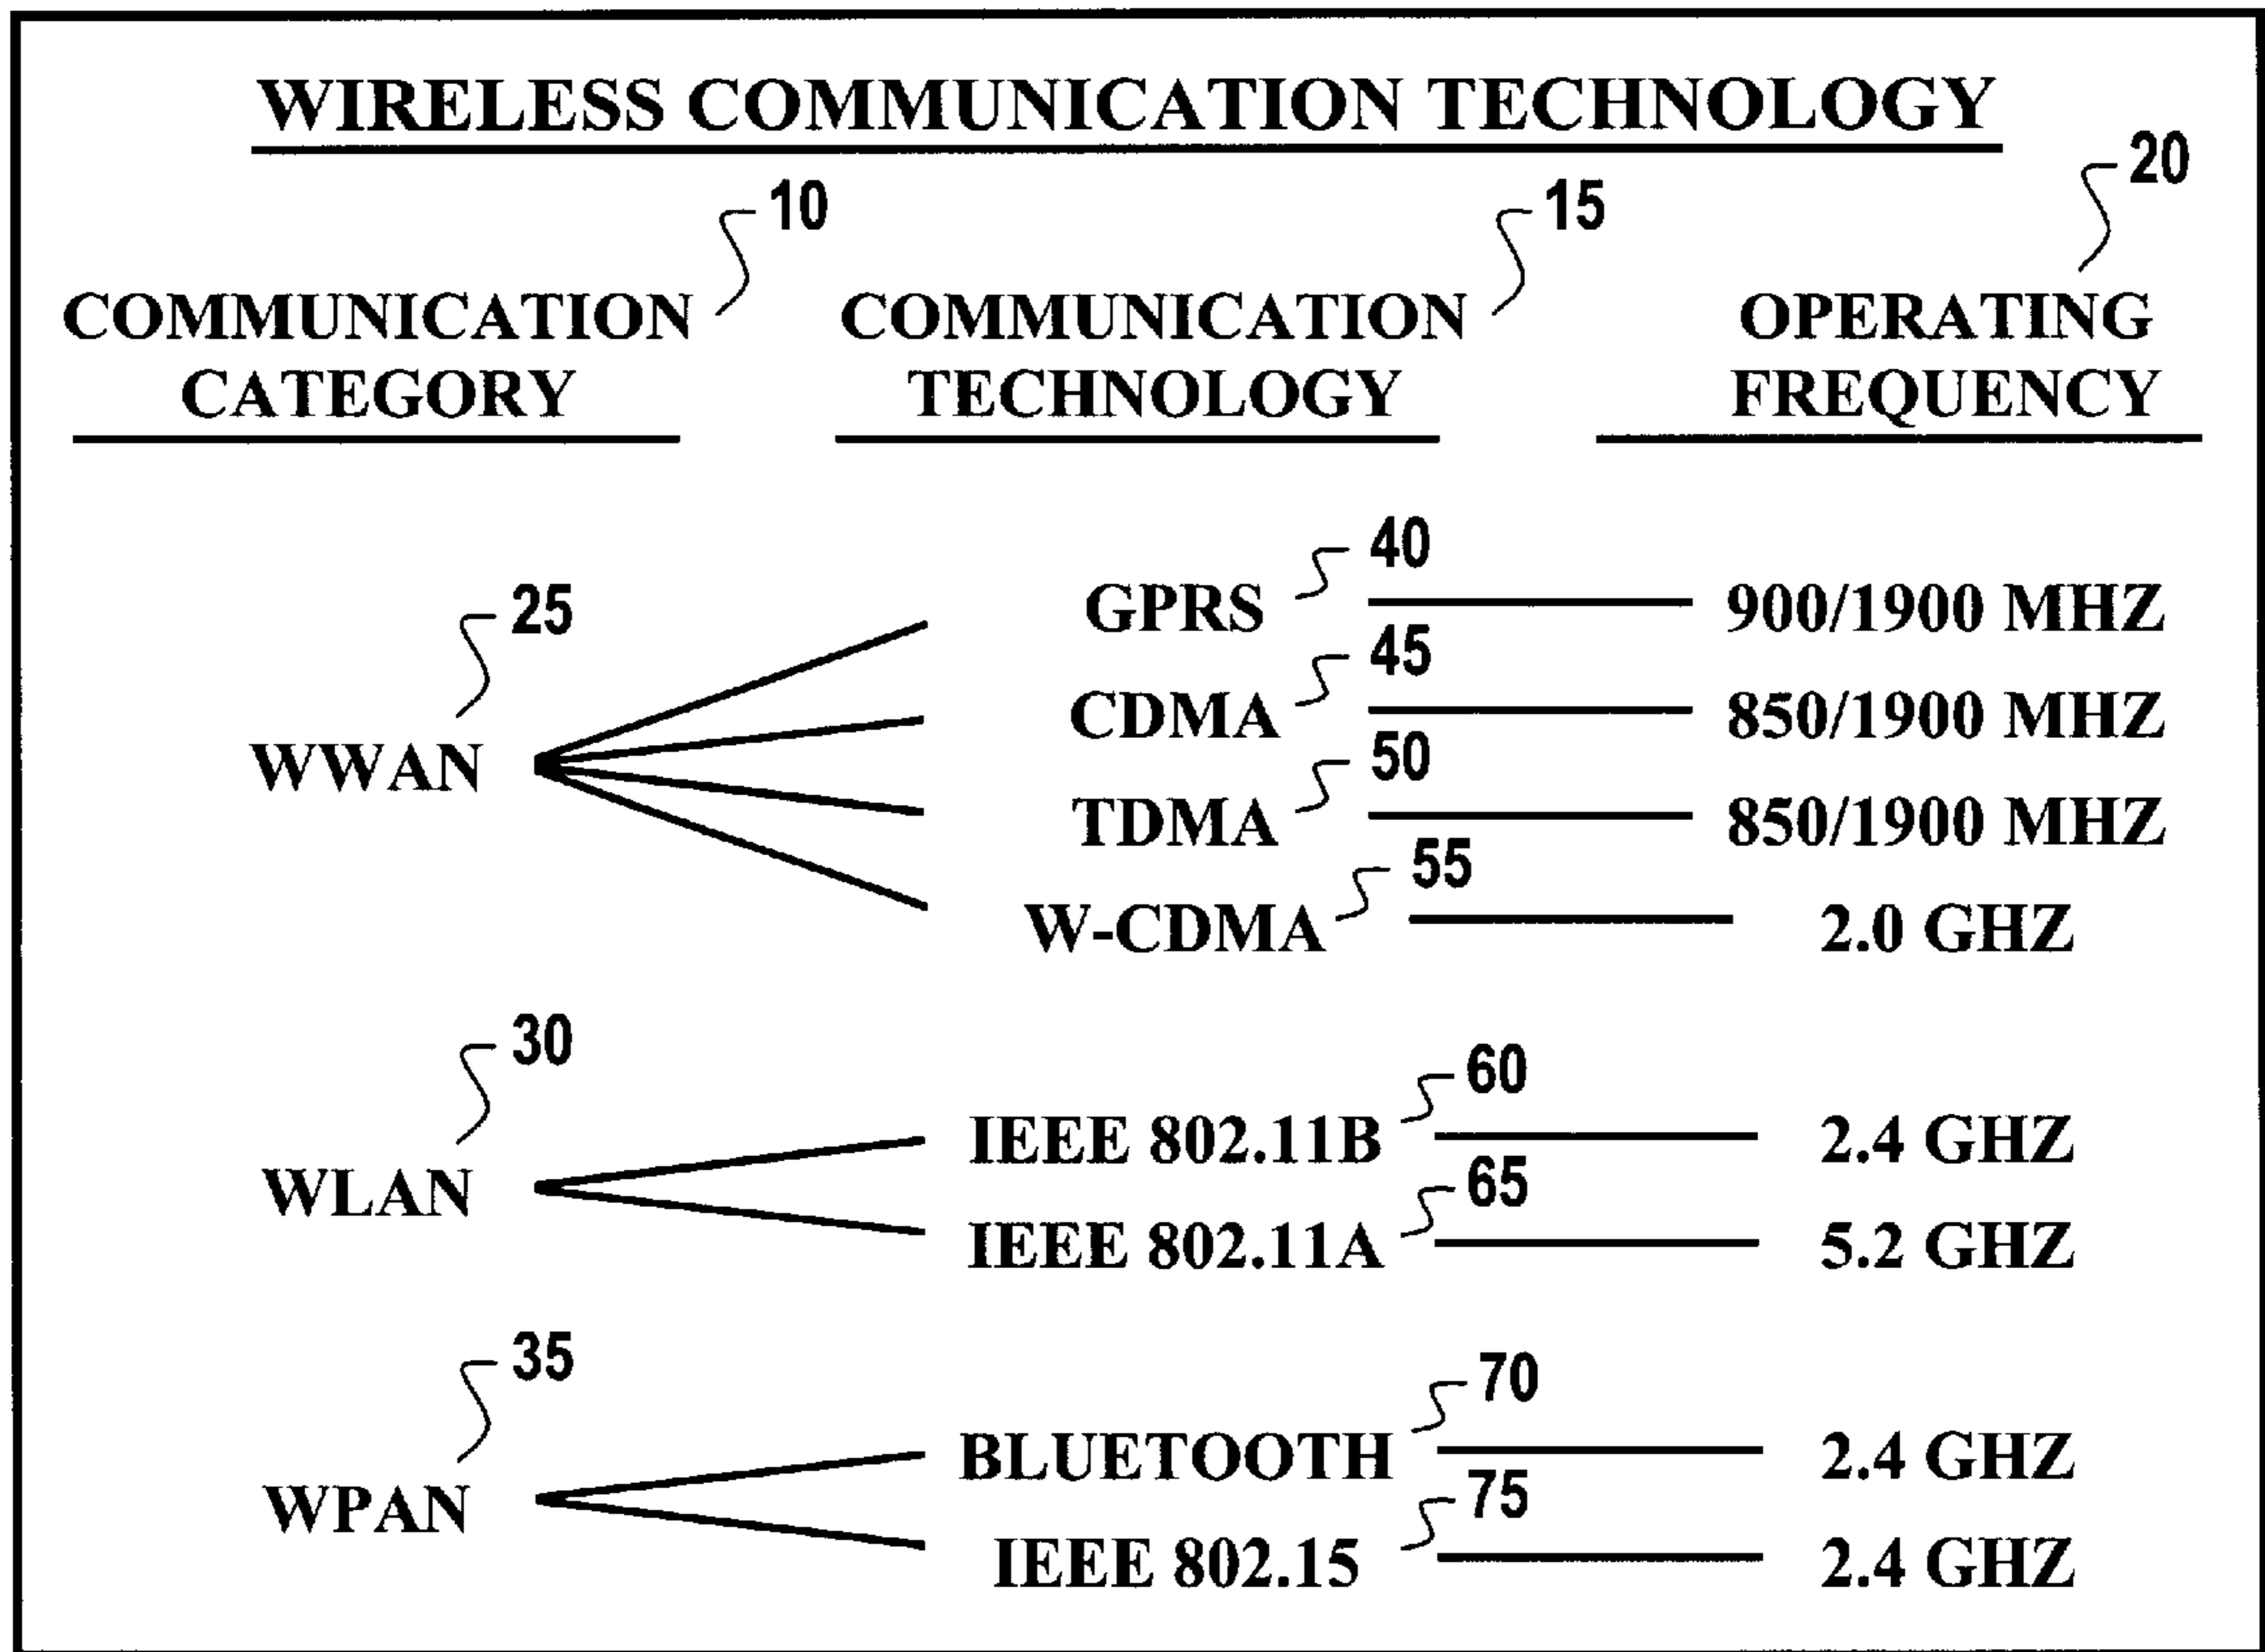 WIRELESS COMMUNICATION TECHNOLOGY
10 15 20
COMMUNICATION COMMUNICATION OPERATING
CATEGORY TECHNOLOGY FREQUENCY
40
25 GPRS 900/1900 MHZ
45
CDMA 850/1900 MHZ
WWAN 50
TDMA 850/1900 MHZ
55
W-CDMA 2.0 GHZ
30
60
IEEE 802.11B 2.4 GHZ
WLAN 65
IEEE 802.11A 5.2 GHZ
35
70
BLUETOOTH 2.4 GHZ
WPAN 75
IEEE 802.15 2.4 GHZ